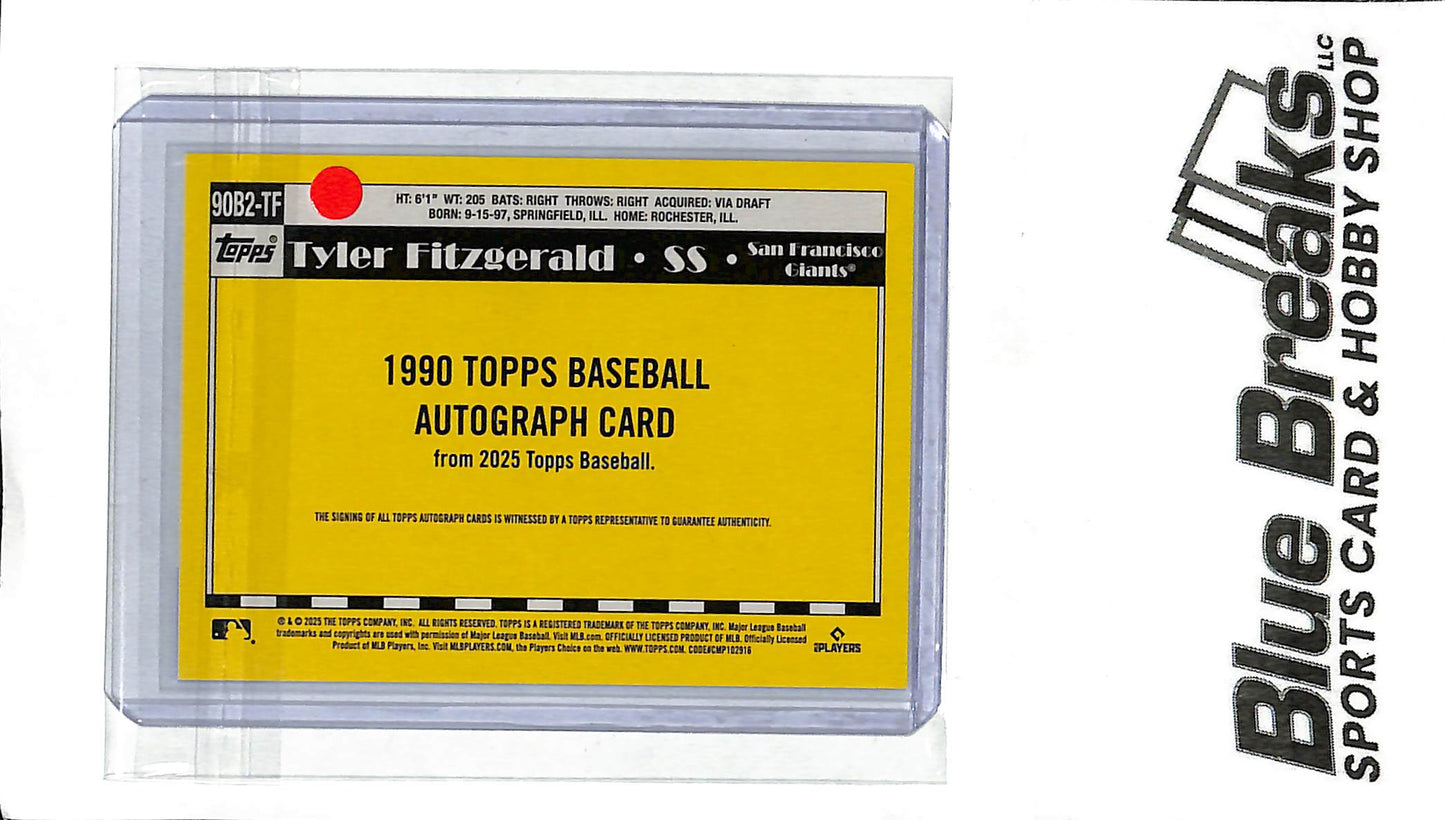 90B2-TF
HT: 6'1" WT: 205 BATS: RIGHT THROWS: RIGHT ACQUIRED: VIA DRAFT
BORN: 9-15-97, SPRINGFIELD, ILL. HOME: ROCHESTER, ILL.
topps® Tyler Fitzgerald • SS • San Francisco
Giants®
1990 TOPPS BASEBALL
AUTOGRAPH CARD
from 2025 Topps Baseball.
THE SIGNING OF ALL TOPPS AUTOGRAPH CARDS IS WITNESSED BY A TOPPS REPRESENTATIVE TO GUARANTEE AUTHENTICITY.
® & © 2025 THE TOPPS COMPANY, INC. ALL RIGHTS RESERVED. TOPPS IS A REGISTERED TRADEMARK OF THE TOPPS COMPANY, INC. Major League Baseball
trademarks and copyrights are used with permission of Major League Baseball. Visit MLB.com. OFFICIALLY LICENSED PRODUCT OF MLB. Officially Licensed
Product of MLB Players, Inc. Visit MLBPLAYERS.COM, the Players Choice on the web. WWW.TOPPS.COM. CODE#CMP102916
PLAYERS
Blue Breaks LLC
SPORTS CARD & HOBBY SHOP